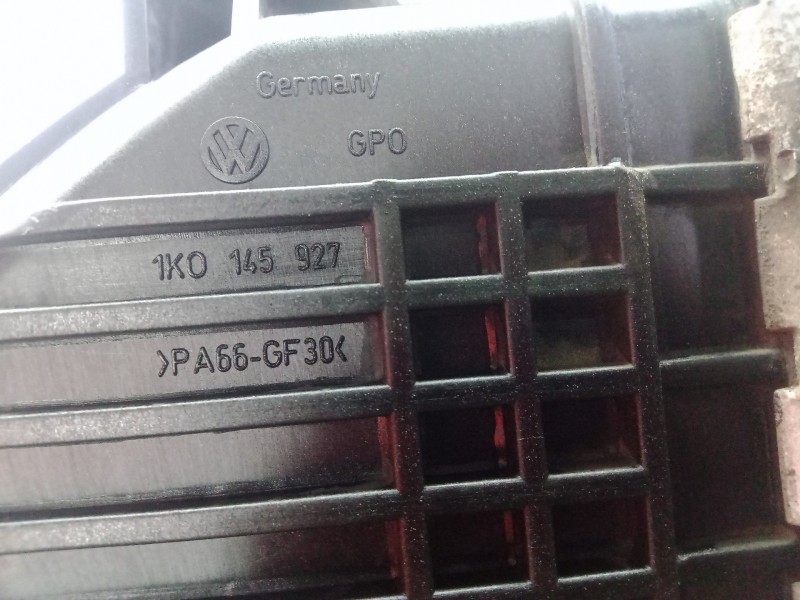 Germany
GPO
1K0 145 927
>PA66-GF30<